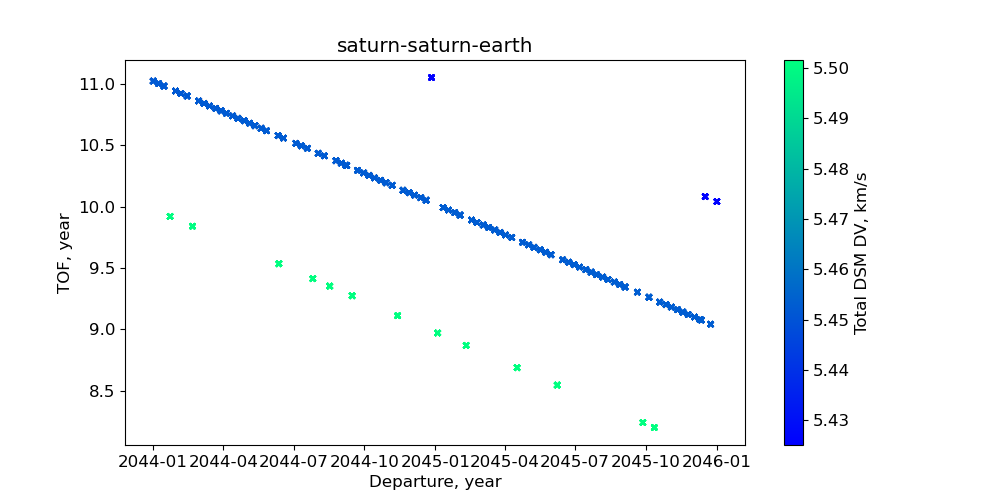 saturn-saturn-earth
11.0
10.5
10.0
9.5
9.0
8.5
TOF, year
2044-01 2044-04 2044-07 2044-10 2045-01 2045-04 2045-07 2045-10 2046-01
Departure, year
5.50
5.49
5.48
5.47
5.46
5.45
5.44
5.43
Total DSM DV, km/s